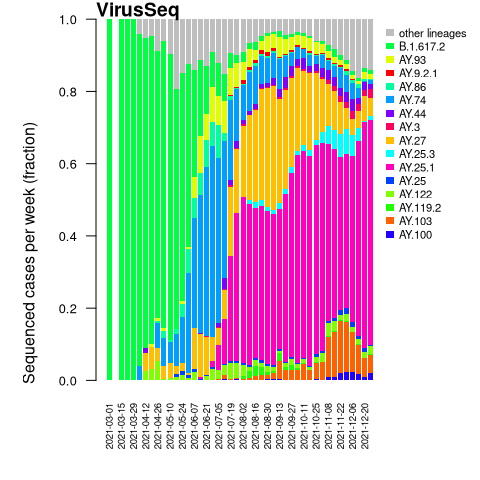 VirusSeq
Sequenced cases per week (fraction)
1.0
0.8
0.6
0.4
0.2
0.0
2021-03-01
2021-03-15
2021-03-29
2021-04-12
2021-04-26
2021-05-10
2021-05-24
2021-06-07
2021-06-21
2021-07-05
2021-07-19
2021-08-02
2021-08-16
2021-08-30
2021-09-13
2021-09-27
2021-10-11
2021-10-25
2021-11-08
2021-11-22
2021-12-06
2021-12-20
other lineages
B.1.617.2
AY.93
AY.9.2.1
AY.86
AY.74
AY.44
AY.3
AY.27
AY.25.3
AY.25.1
AY.25
AY.122
AY.119.2
AY.103
AY.100